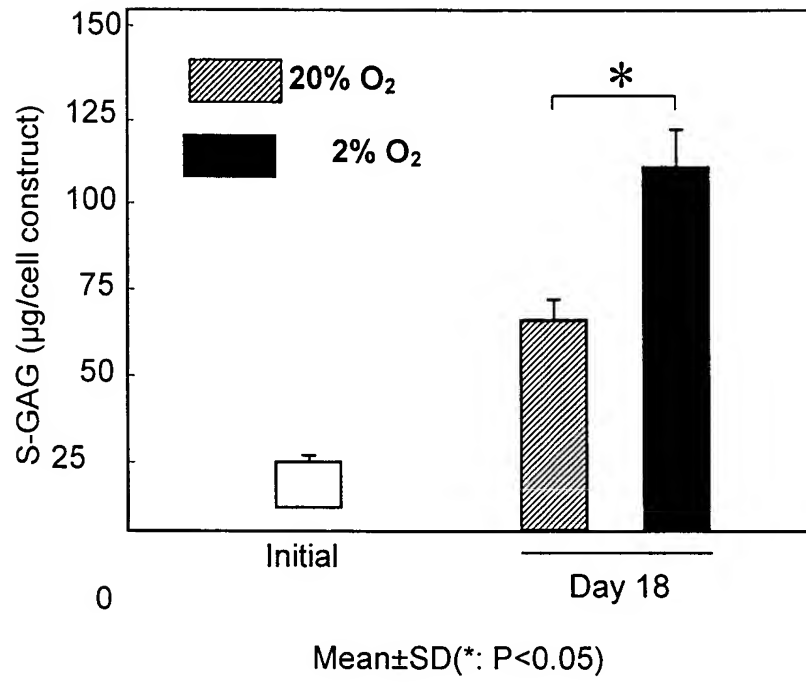 S-GAG (µg/cell construct)
150
125
100
75
50
25
0
20% O₂
2% O₂
*
Initial
Day 18
Mean±SD(*: P<0.05)